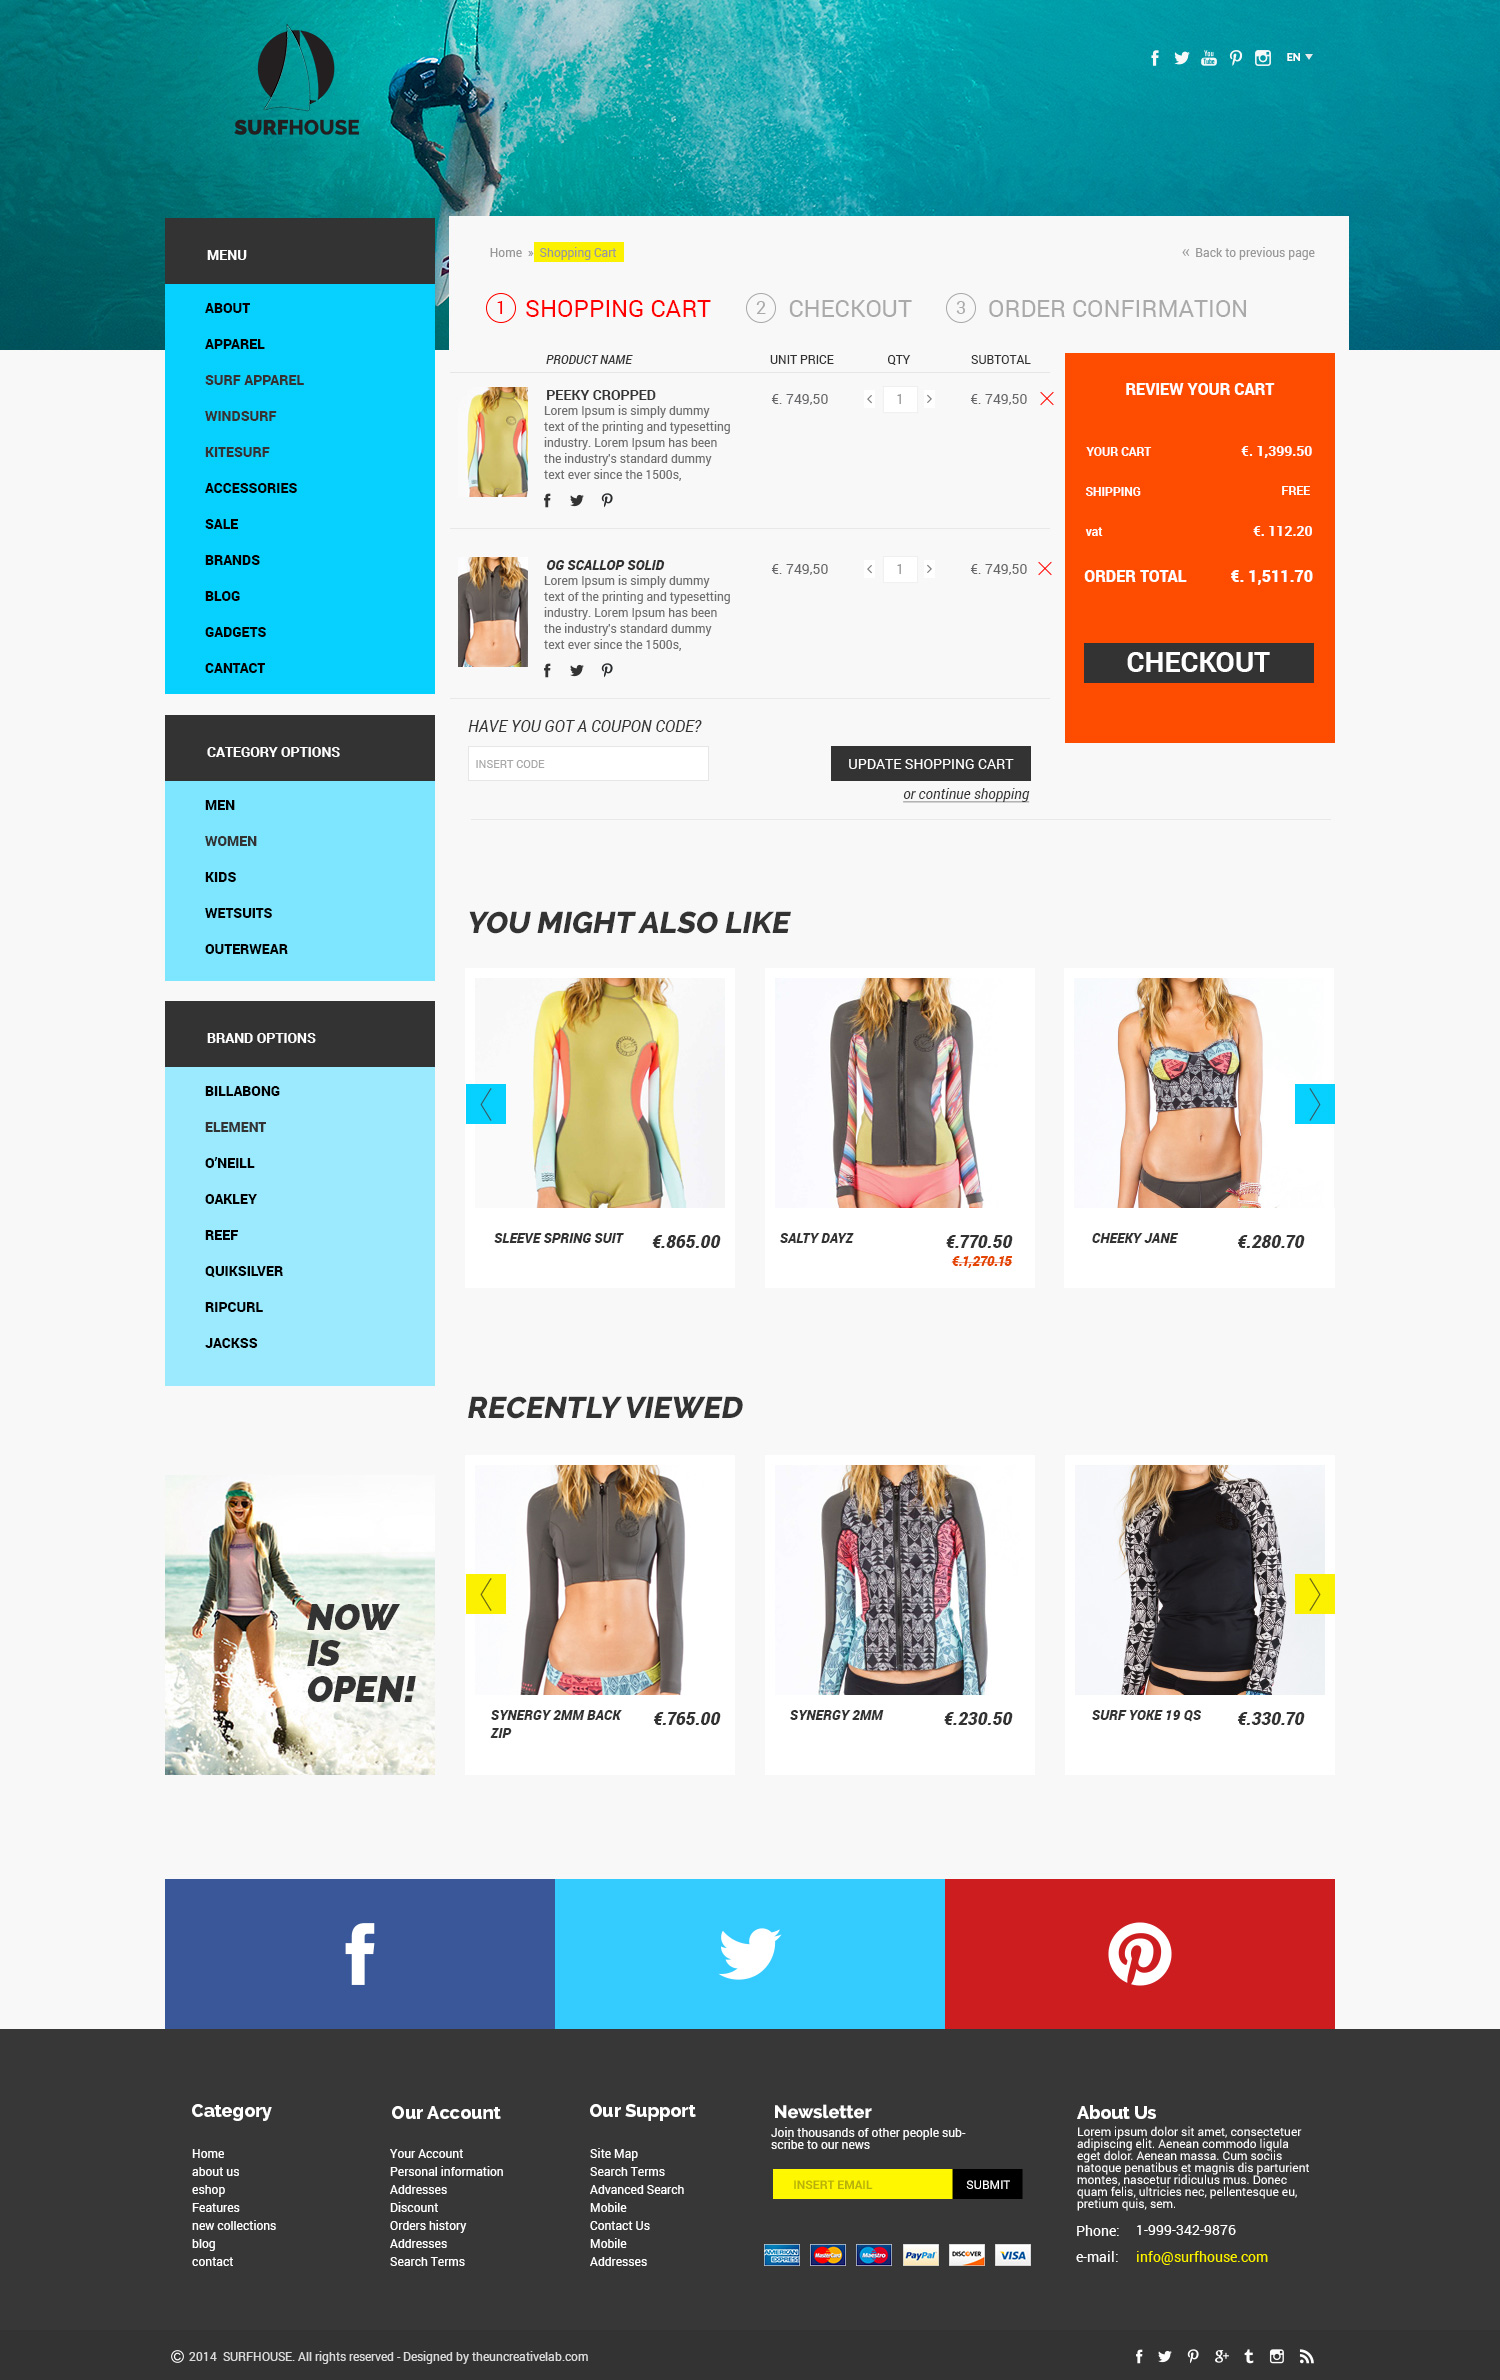 SURFHOUSE
EN
MENU
ABOUT
APPAREL
SURF APPAREL
WINDSURF
KITESURF
ACCESSORIES
SALE
BRANDS
BLOG
GADGETS
CANTACT
CATEGORY OPTIONS
MEN
WOMEN
KIDS
WETSUITS
OUTERWEAR
BRAND OPTIONS
BILLABONG
ELEMENT
O'NEILL
OAKLEY
REEF
QUIKSILVER
RIPCURL
JACKSS
NOW
IS
OPEN!
Home » Shopping Cart
« Back to previous page
1 SHOPPING CART 2 CHECKOUT 3 ORDER CONFIRMATION
PRODUCT NAME UNIT PRICE QTY SUBTOTAL
PEEKY CROPPED €. 749,50 < 1 > €. 749,50
Lorem Ipsum is simply dummy
text of the printing and typesetting
industry. Lorem Ipsum has been
the industry's standard dummy
text ever since the 1500s,
OG SCALLOP SOLID €. 749,50 < 1 > €. 749,50
Lorem Ipsum is simply dummy
text of the printing and typesetting
industry. Lorem Ipsum has been
the industry's standard dummy
text ever since the 1500s,
HAVE YOU GOT A COUPON CODE?
INSERT CODE
UPDATE SHOPPING CART
or continue shopping
REVIEW YOUR CART
YOUR CART €. 1,399.50
SHIPPING FREE
vat €. 112.20
ORDER TOTAL €. 1,511.70
CHECKOUT
YOU MIGHT ALSO LIKE
SLEEVE SPRING SUIT €.865.00
SALTY DAYZ €.770.50
€.1,270.15
CHEEKY JANE €.280.70
RECENTLY VIEWED
SYNERGY 2MM BACK
ZIP
€.765.00
SYNERGY 2MM €.230.50
SURF YOKE 19 QS €.330.70
Category
Home
about us
eshop
Features
new collections
blog
contact
Our Account
Your Account
Personal information
Addresses
Discount
Orders history
Addresses
Search Terms
Our Support
Site Map
Search Terms
Advanced Search
Mobile
Contact Us
Mobile
Addresses
Newsletter
Join thousands of other people sub-
scribe to our news
INSERT EMAIL SUBMIT
AMERICAN EXPRESS MasterCard Maestro PayPal DISCOVER VISA
About Us
Lorem ipsum dolor sit amet, consectetuer
adipiscing elit. Aenean commodo ligula
eget dolor. Aenean massa. Cum sociis
natoque penatibus et magnis dis parturient
montes, nascetur ridiculus mus. Donec
quam felis, ultricies nec, pellentesque eu,
pretium quis, sem.
Phone: 1-999-342-9876
e-mail: info@surfhouse.com
© 2014 SURFHOUSE. All rights reserved - Designed by theuncreativelab.com